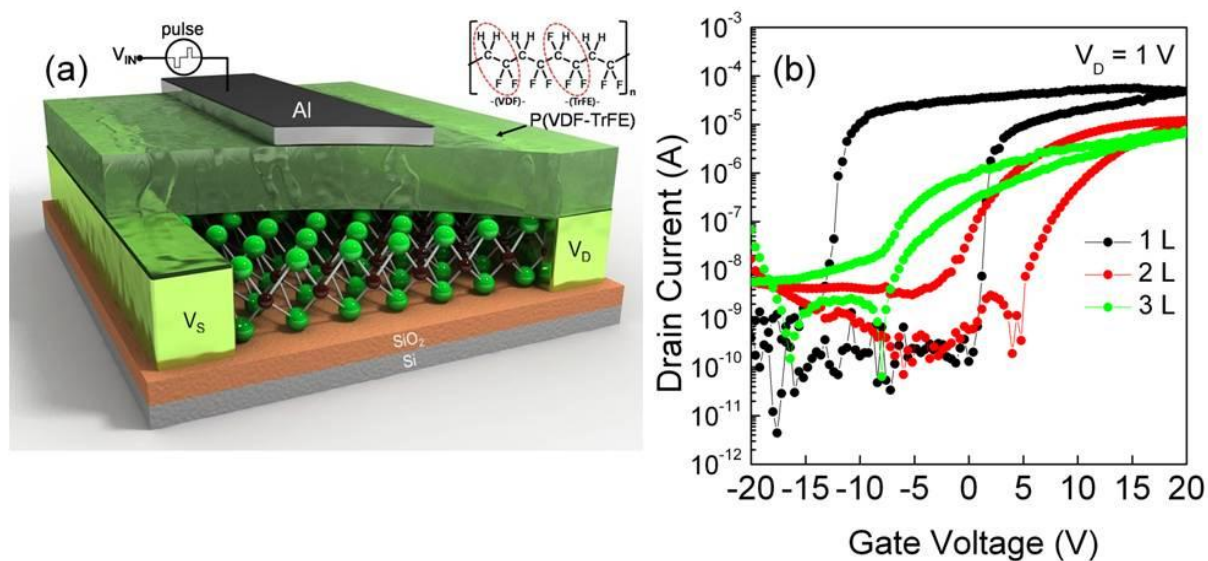 (a)
pulse
V_IN
Al
H H H H F H H H
C C C C C C C C
F F F F F F F F
n
-(VDF)- -(TrFE)-
P(VDF-TrFE)
V_S
V_D
SiO₂
Si
(b)
V_D = 1 V
Drain Current (A)
10⁻³
10⁻⁴
10⁻⁵
10⁻⁶
10⁻⁷
10⁻⁸
10⁻⁹
10⁻¹⁰
10⁻¹¹
10⁻¹²
1 L
2 L
3 L
-20 -15 -10 -5 0 5 10 15 20
Gate Voltage (V)